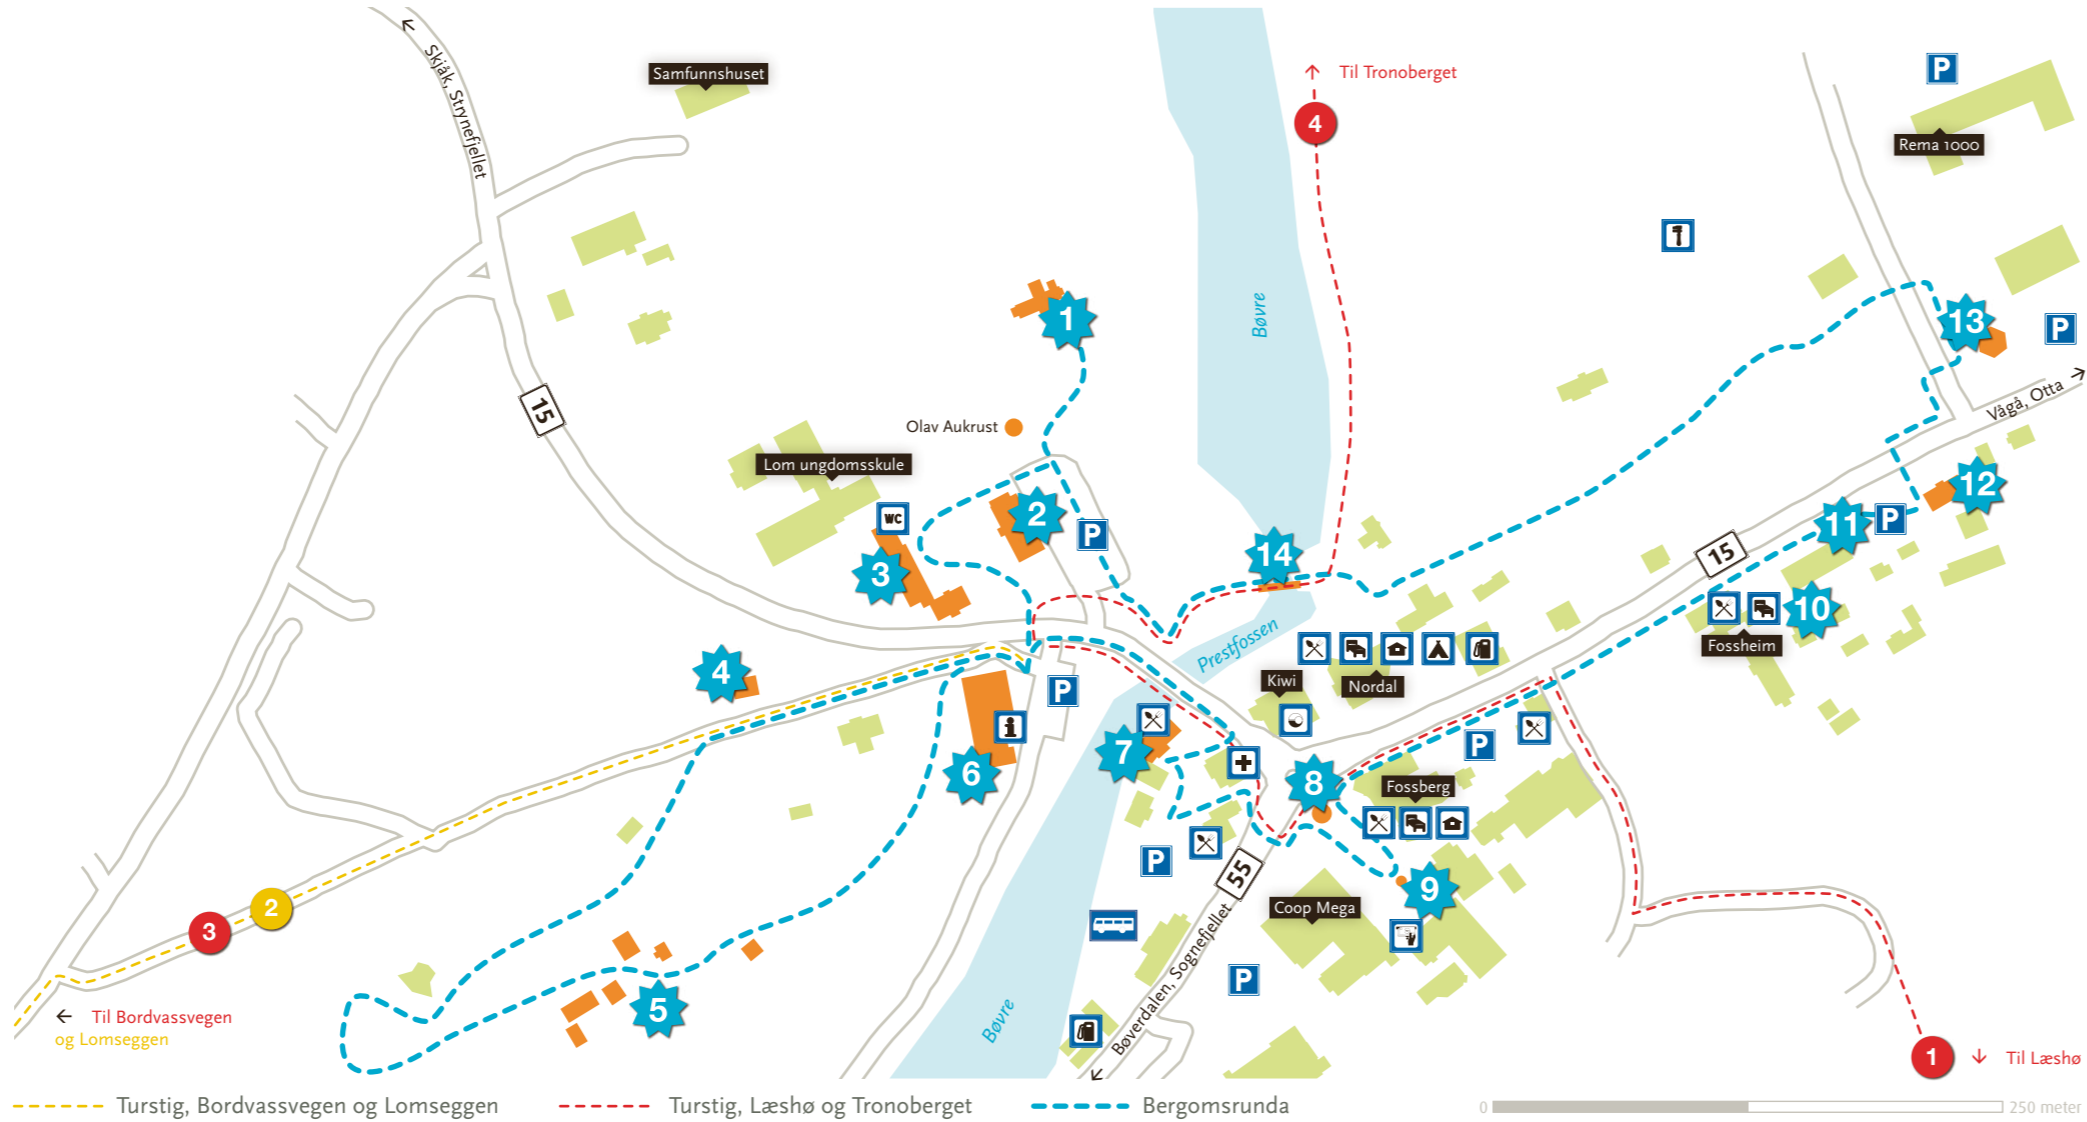 Skjåk, Strynefjellet
Samfunnshuset
Til Tronoberget
4
P
Rema 1000
Bøvre
1
13
P
15
Olav Aukrust
Vågå, Otta
Lom ungdomsskule
WC
2
P
3
14
12
11
P
15
10
Fossheim
4
Prestfossen
Kiwi
Nordal
P
i
6
7
8
P
Fossberg
P
55
9
Coop Mega
2
3
5
P
Til Bordvassvegen
og Lomseggen
Bøvre
Bøverdalen, Sognefjellet
1
Til Læshø
Turstig, Bordvassvegen og Lomseggen
Turstig, Læshø og Tronoberget
Bergomsrunda
0
250 meter